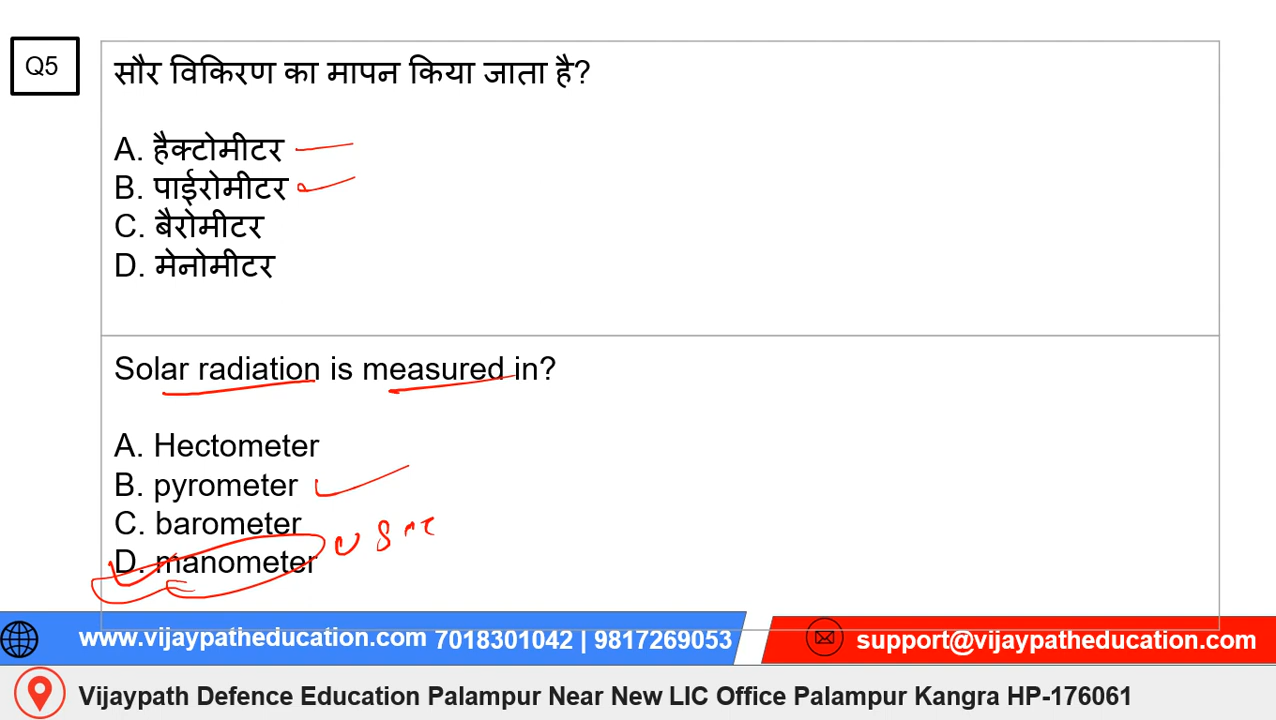 Q5
सौर विकिरण का मापन किया जाता है?
A. हैक्टोमीटर
B. पाईरोमीटर
C. बैरोमीटर
D. मेनोमीटर
Solar radiation is measured in?
A. Hectometer
B. pyrometer
C. barometer
D. manometer
www.vijaypatheducation.com 7018301042 | 9817269053
support@vijaypatheducation.com
Vijaypath Defence Education Palampur Near New LIC Office Palampur Kangra HP-176061